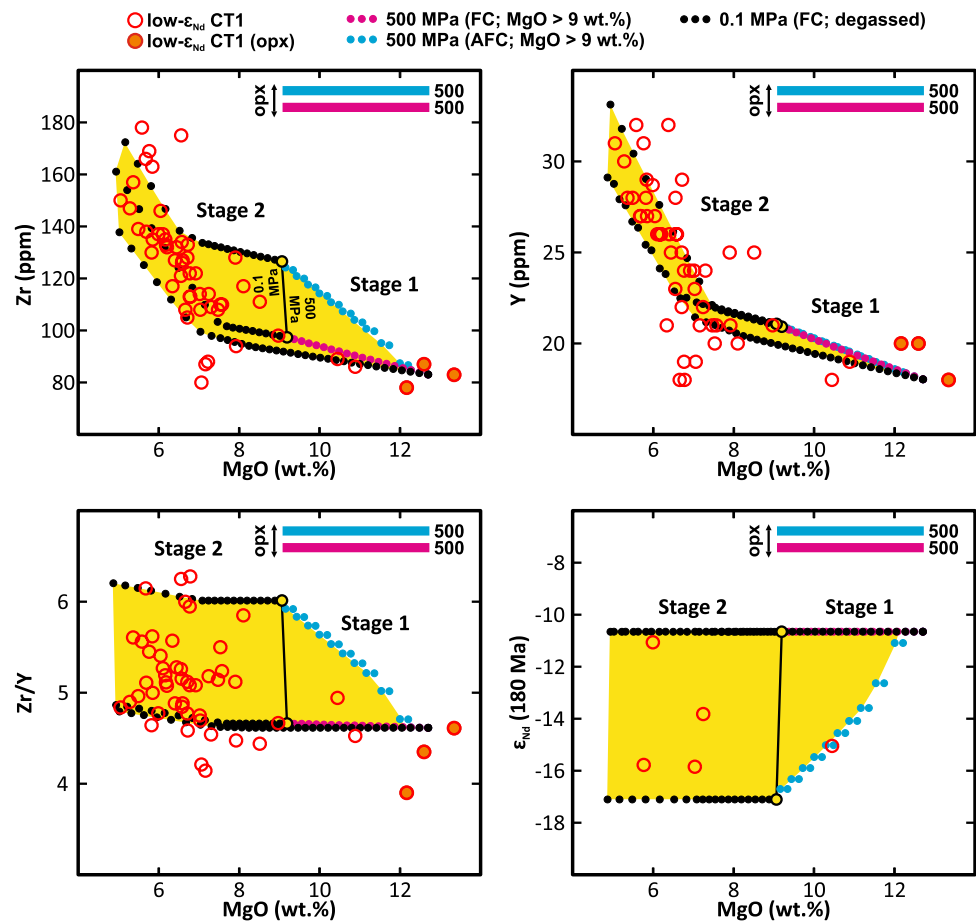 low-εNd CT1
low-εNd CT1 (opx)
500 MPa (FC; MgO > 9 wt.%)
500 MPa (AFC; MgO > 9 wt.%)
0.1 MPa (FC; degassed)
opx
500
500
Stage 2
Stage 1
0.1 MPa
500 MPa
Zr (ppm)
180
160
140
120
100
80
6 8 10 12
MgO (wt.%)
opx
500
500
Stage 2
Stage 1
Y (ppm)
30
25
20
6 8 10 12
MgO (wt.%)
opx
500
500
Stage 2
Stage 1
Zr/Y
6
5
4
6 8 10 12
MgO (wt.%)
opx
500
500
Stage 2
Stage 1
εNd (180 Ma)
-8
-10
-12
-14
-16
-18
6 8 10 12
MgO (wt.%)